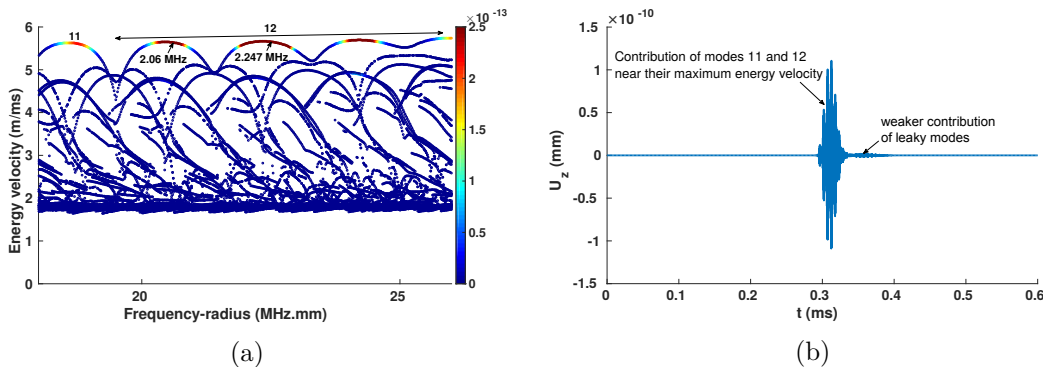 ×10 -13
6
5
4
3
2
1
0
20
25
Energy velocity (m/ms)
Frequency-radius (MHz.mm)
11
12
2.06 MHz
2.247 MHz
2.5
2
1.5
1
0.5
0
(a)
×10 -10
1.5
1
0.5
0
-0.5
-1
-1.5
U z (mm)
0
0.1
0.2
0.3
0.4
0.5
0.6
t (ms)
Contribution of modes 11 and 12
near their maximum energy velocity
weaker contribution
of leaky modes
(b)